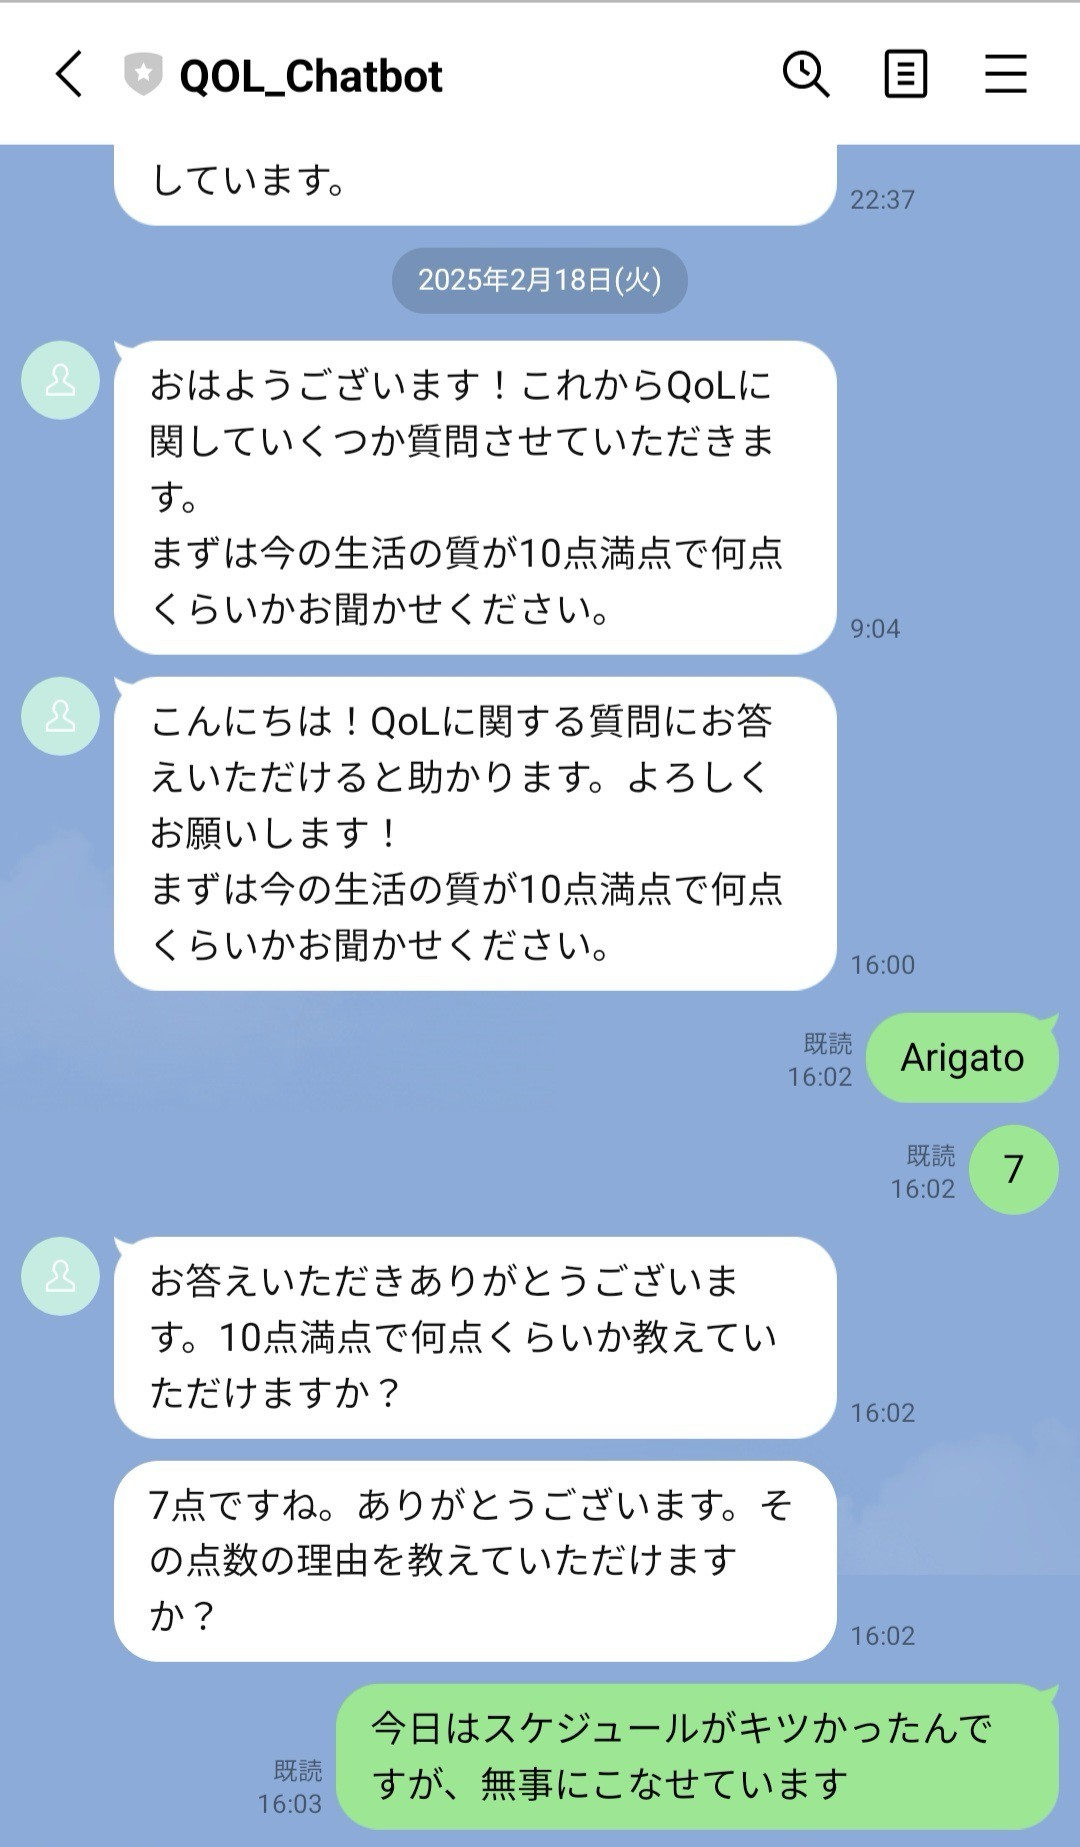 QOL_Chatbot
しています。
22:37
2025年2月18日(火)
おはようございます！これからQoLに
関していくつか質問させていただきま
す。
まずは今の生活の質が10点満点で何点
くらいかお聞かせください。
9:04
こんにちは！QoLに関する質問にお答
えいただけると助かります。よろしく
お願いします！
まずは今の生活の質が10点満点で何点
くらいかお聞かせください。
16:00
既読
16:02
Arigato
既読
16:02
7
お答えいただきありがとうございま
す。10点満点で何点くらいか教えてい
ただけますか？
16:02
7点ですね。ありがとうございます。そ
の点数の理由を教えていただけます
か？
16:02
今日はスケジュールがキツかったんで
すが、無事にこなせています
既読
16:03